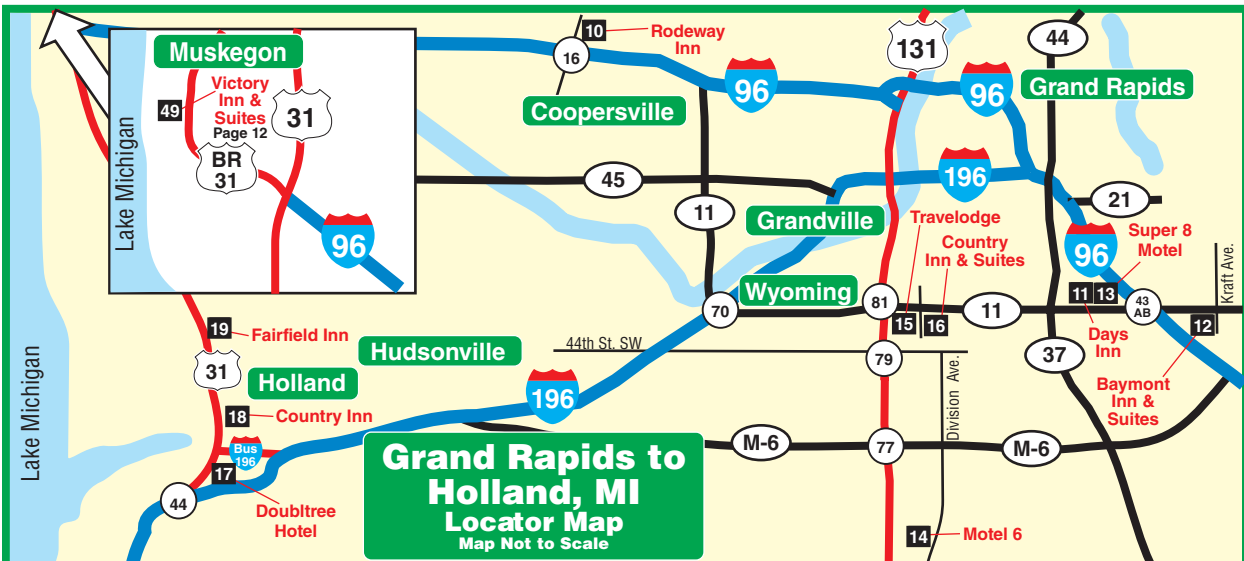 Muskegon
49
Victory
Inn &
Suites
Page 12
31
BR
31
96
Lake Michigan
10
Rodeway
Inn
16
Coopersville
96
131
96
44
Grand Rapids
45
11
196
21
Grandville
Travelodge
Country
Inn & Suites
Super 8
Motel
96
Kraft Ave.
Wyoming
70
81
15
16
11
11
13
43
AB
12
Days
Inn
Baymont
Inn &
Suites
37
Lake Michigan
19
Fairfield Inn
31
Holland
Hudsonville
44th St. SW
79
Division Ave.
196
18
Country Inn
Bus
196
17
44
Doubltree
Hotel
M-6
77
M-6
Grand Rapids to
Holland, MI
Locator Map
Map Not to Scale
14
Motel 6